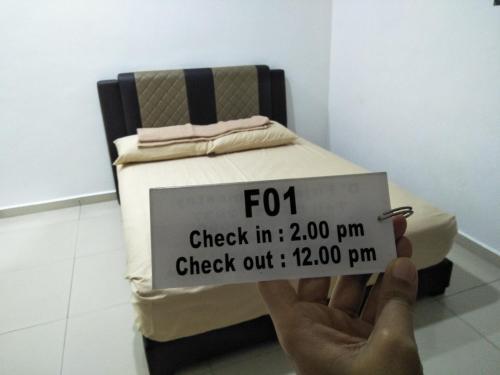 F01
Check in : 2.00 pm
Check out : 12.00 pm